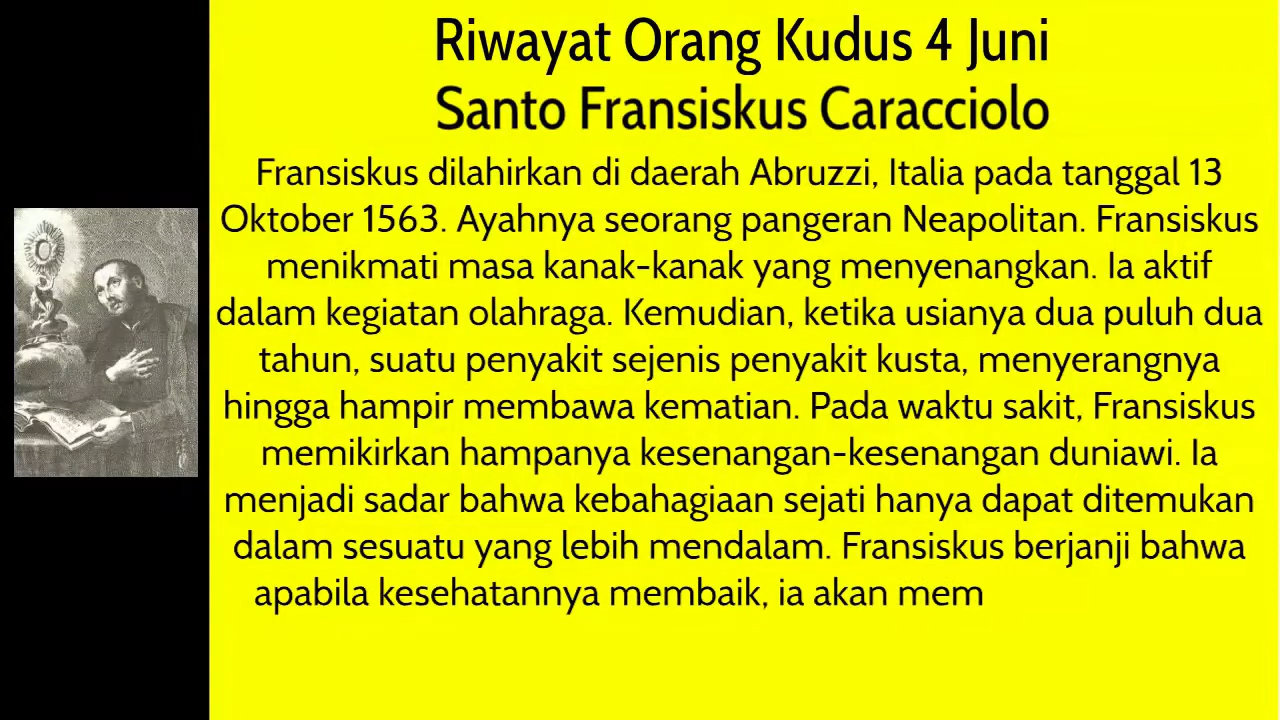 Riwayat Orang Kudus 4 Juni
Santo Fransiskus Caracciolo
Fransiskus dilahirkan di daerah Abruzzi, Italia pada tanggal 13
Oktober 1563. Ayahnya seorang pangeran Neapolitan. Fransiskus
menikmati masa kanak-kanak yang menyenangkan. Ia aktif
dalam kegiatan olahraga. Kemudian, ketika usianya dua puluh dua
tahun, suatu penyakit sejenis penyakit kusta, menyerangnya
hingga hampir membawa kematian. Pada waktu sakit, Fransiskus
memikirkan hampanya kesenangan-kesenangan duniawi. Ia
menjadi sadar bahwa kebahagiaan sejati hanya dapat ditemukan
dalam sesuatu yang lebih mendalam. Fransiskus berjanji bahwa
apabila kesehatannya membaik, ia akan mem